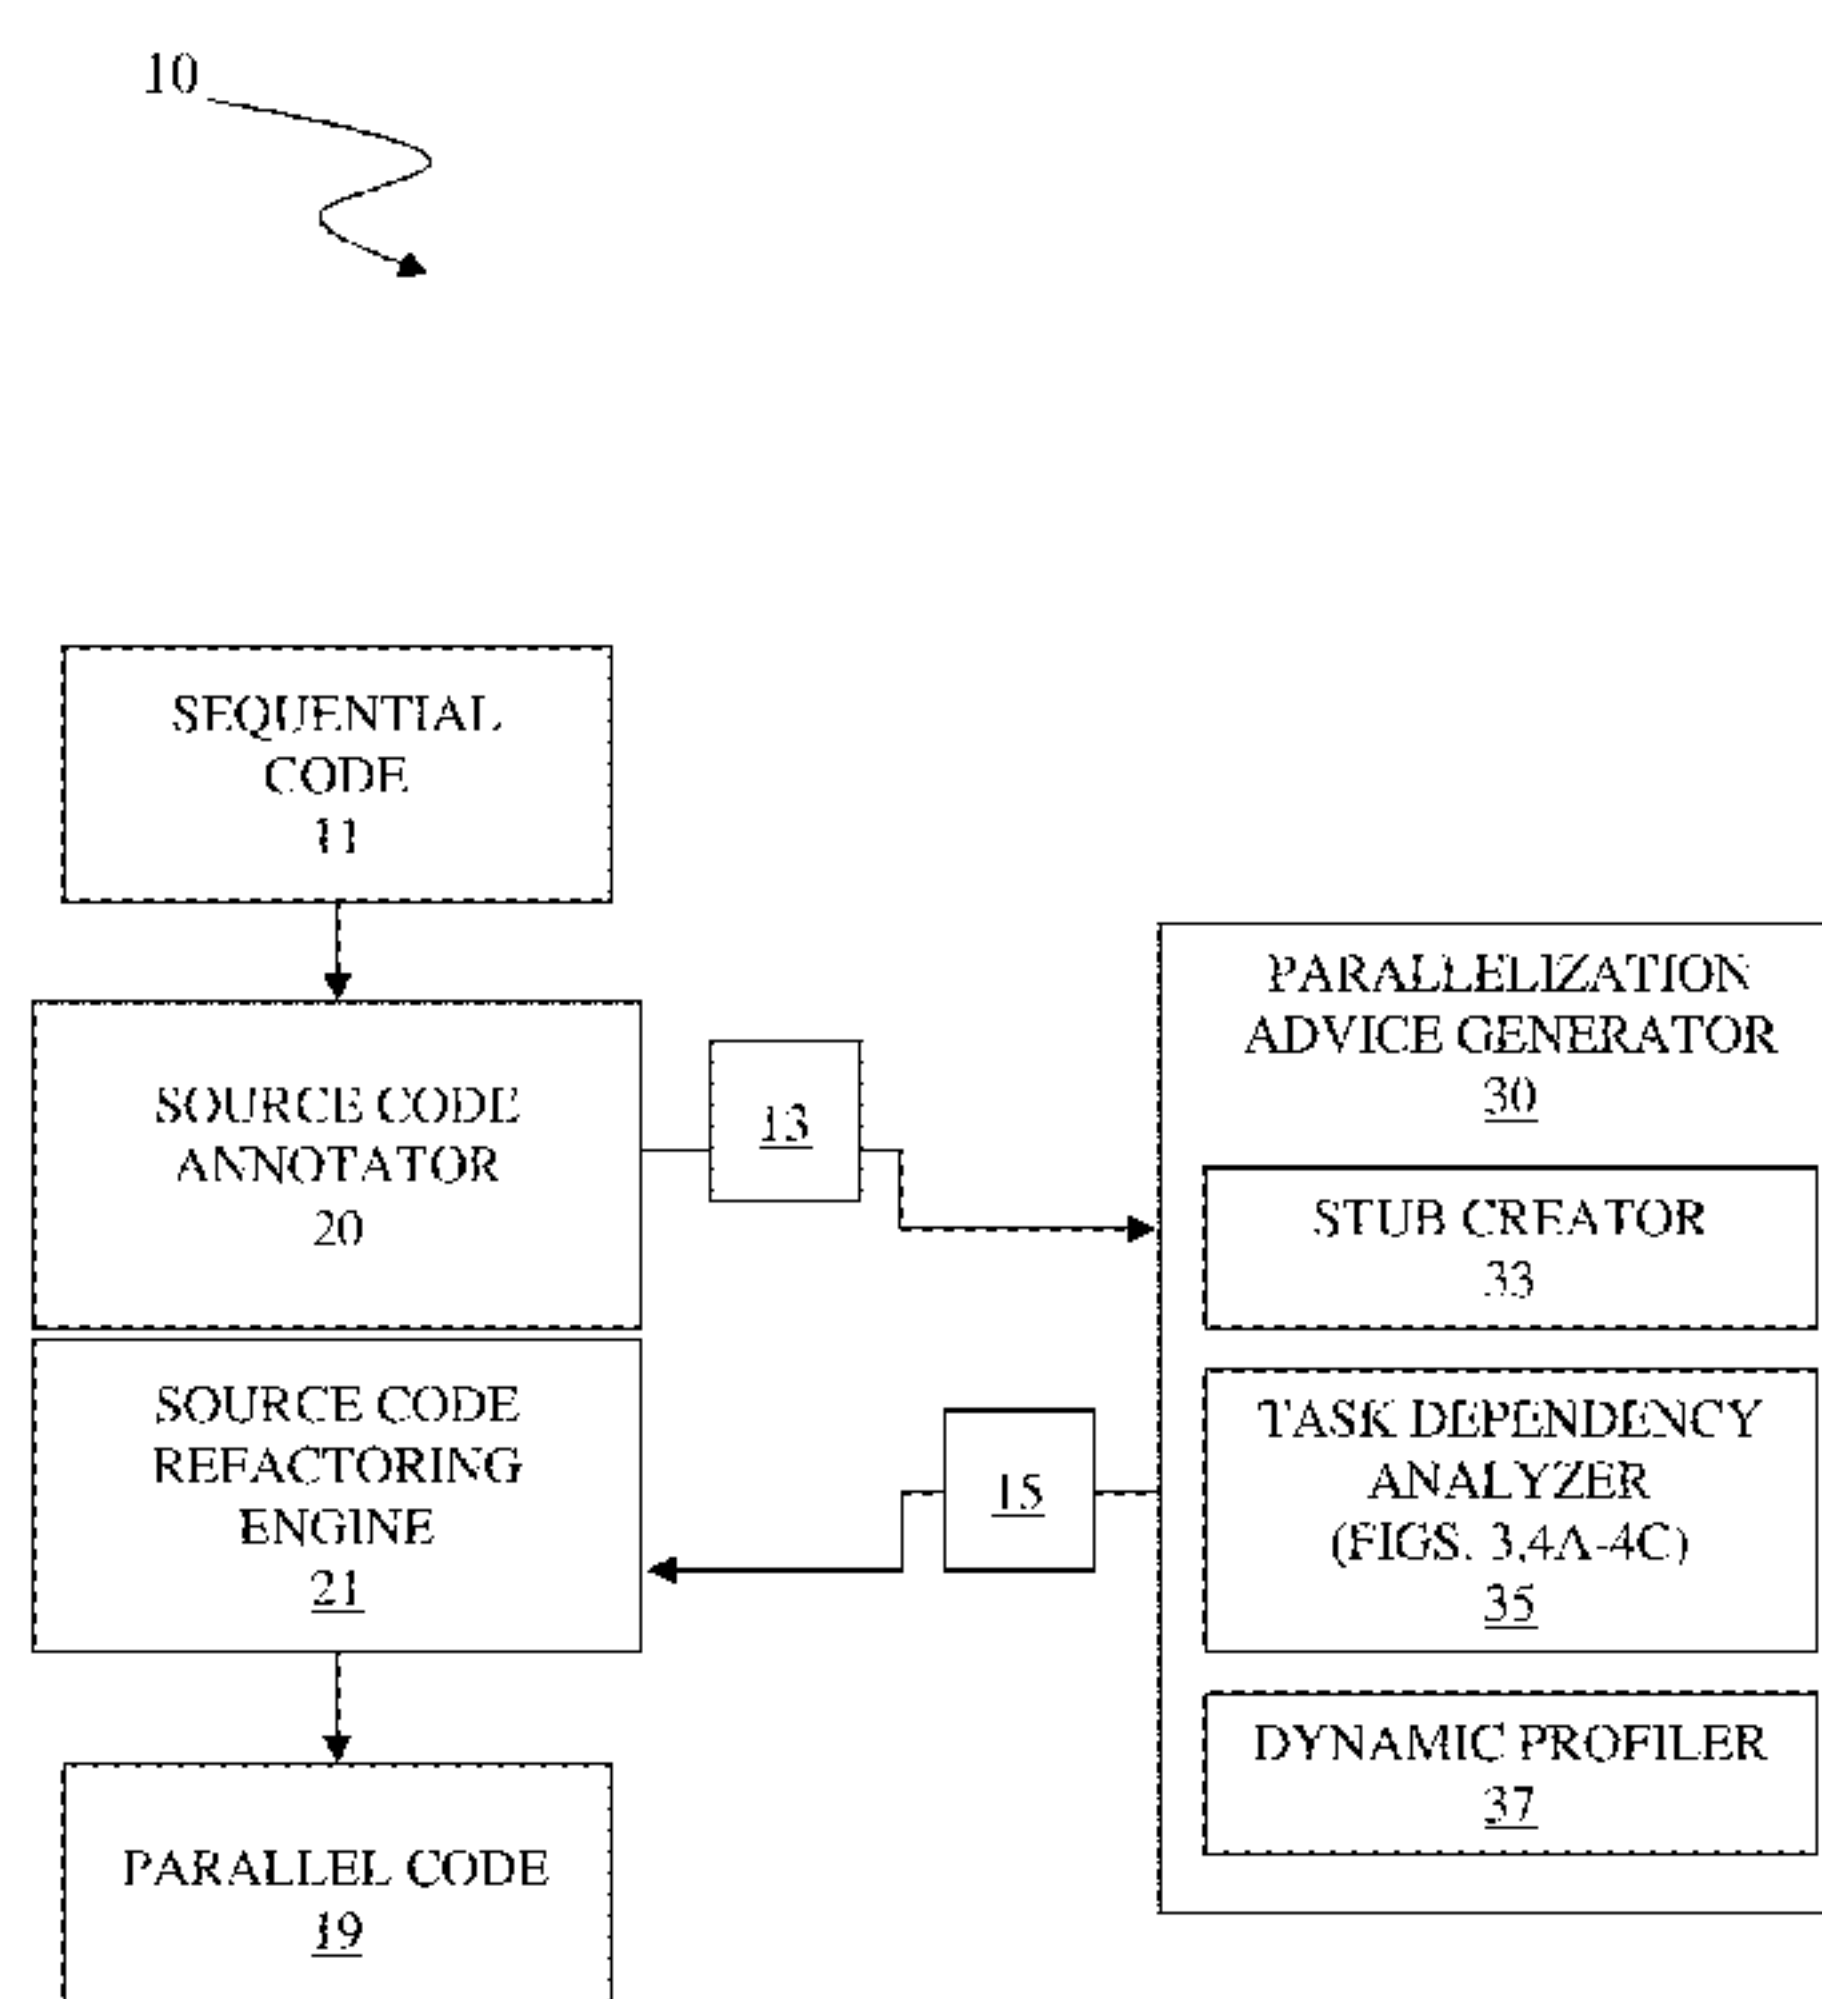 10
SEQUENTIAL
CODE
11
SOURCE CODE
ANNOTATOR
20
13
SOURCE CODE
REFACTORING
ENGINE
21
15
PARALLEL CODE
19
PARALLELIZATION
ADVICE GENERATOR
30
STUB CREATOR
33
TASK DEPENDENCY
ANALYZER
(FIGS. 3,4A-4C)
35
DYNAMIC PROFILER
37